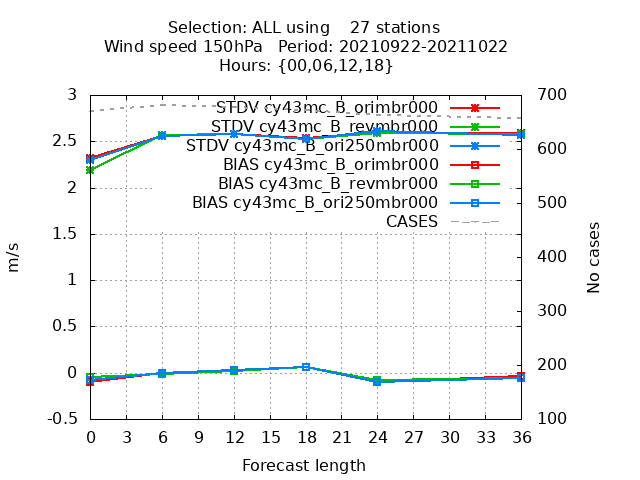 Selection: ALL using 27 stations
Wind speed 150hPa Period: 20210922-20211022
Hours: {00,06,12,18}
STDV cy43mc_B_orimbr000
STDV cy43mc_B_revmbr000
STDV cy43mc_B_ori250mbr000
BIAS cy43mc_B_orimbr000
BIAS cy43mc_B_revmbr000
BIAS cy43mc_B_ori250mbr000
CASES
3
2.5
2
1.5
1
0.5
0
-0.5
m/s
700
600
500
400
300
200
100
No cases
0 3 6 9 12 15 18 21 24 27 30 33 36
Forecast length